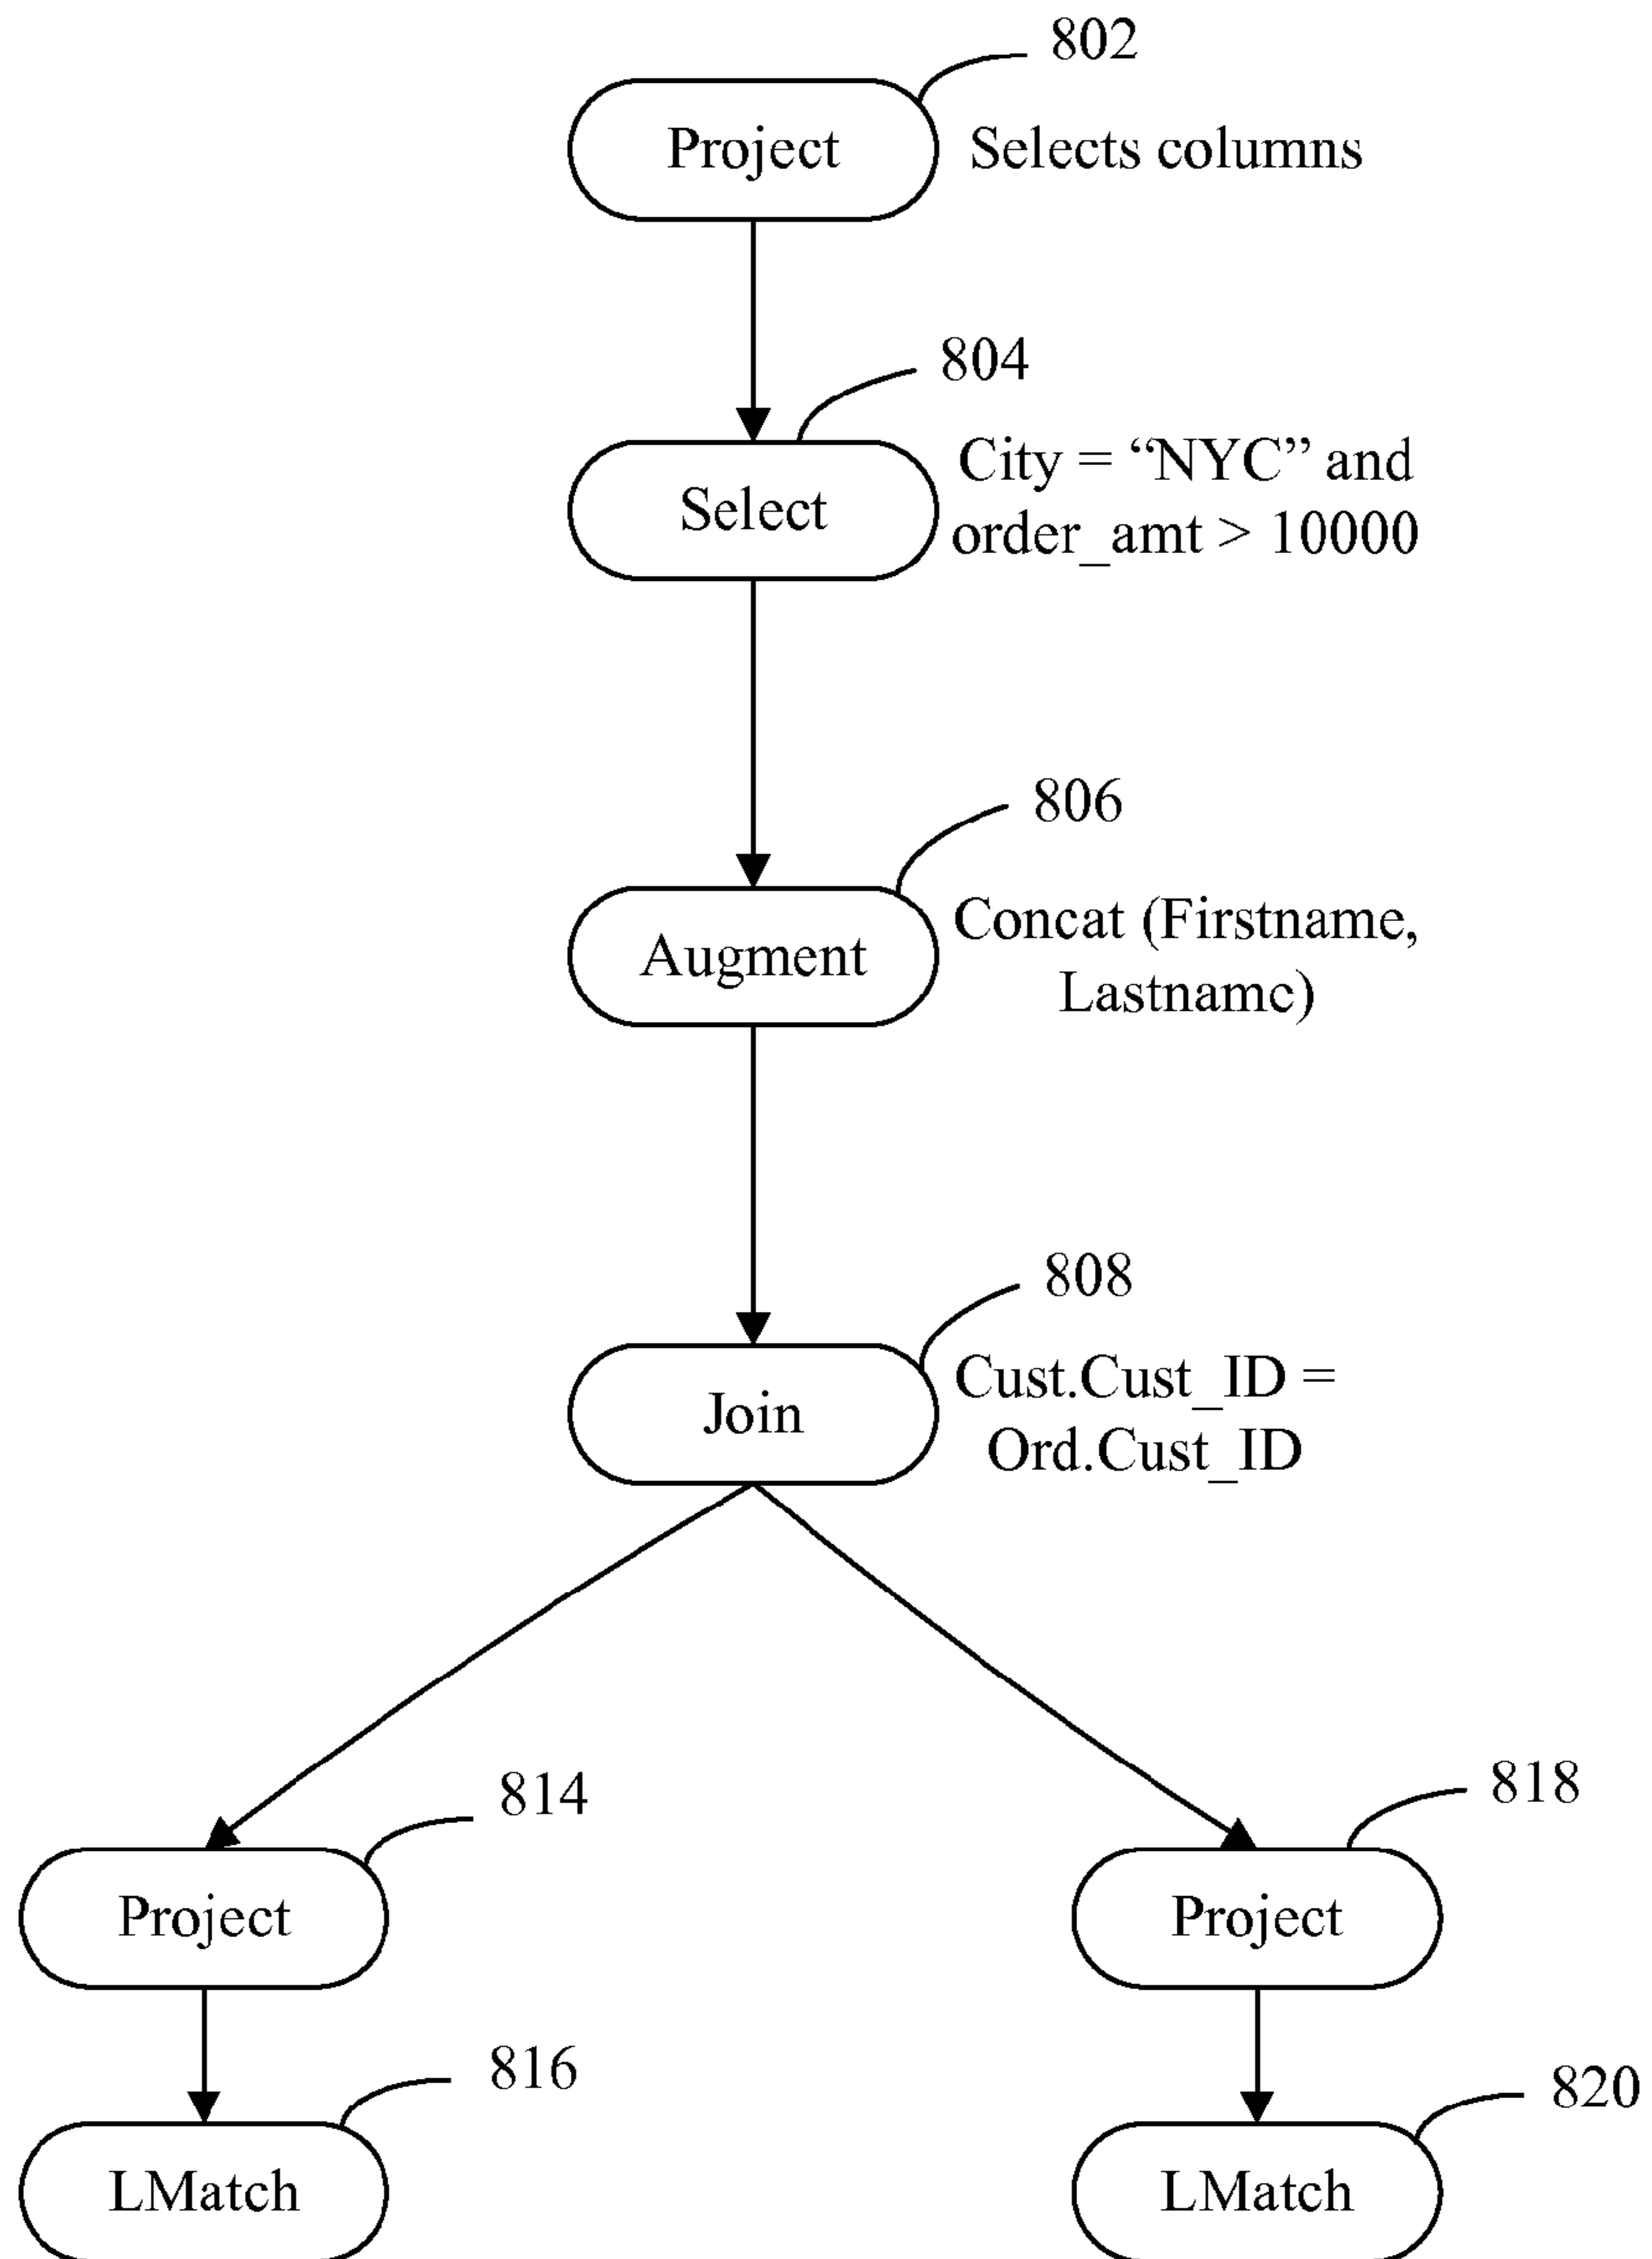 802
Project
Selects columns
804
Select
City = “NYC” and
order_amt > 10000
806
Augment
Concat (Firstname,
Lastname)
808
Join
Cust.Cust_ID =
Ord.Cust_ID
814
Project
818
Project
816
LMatch
820
LMatch